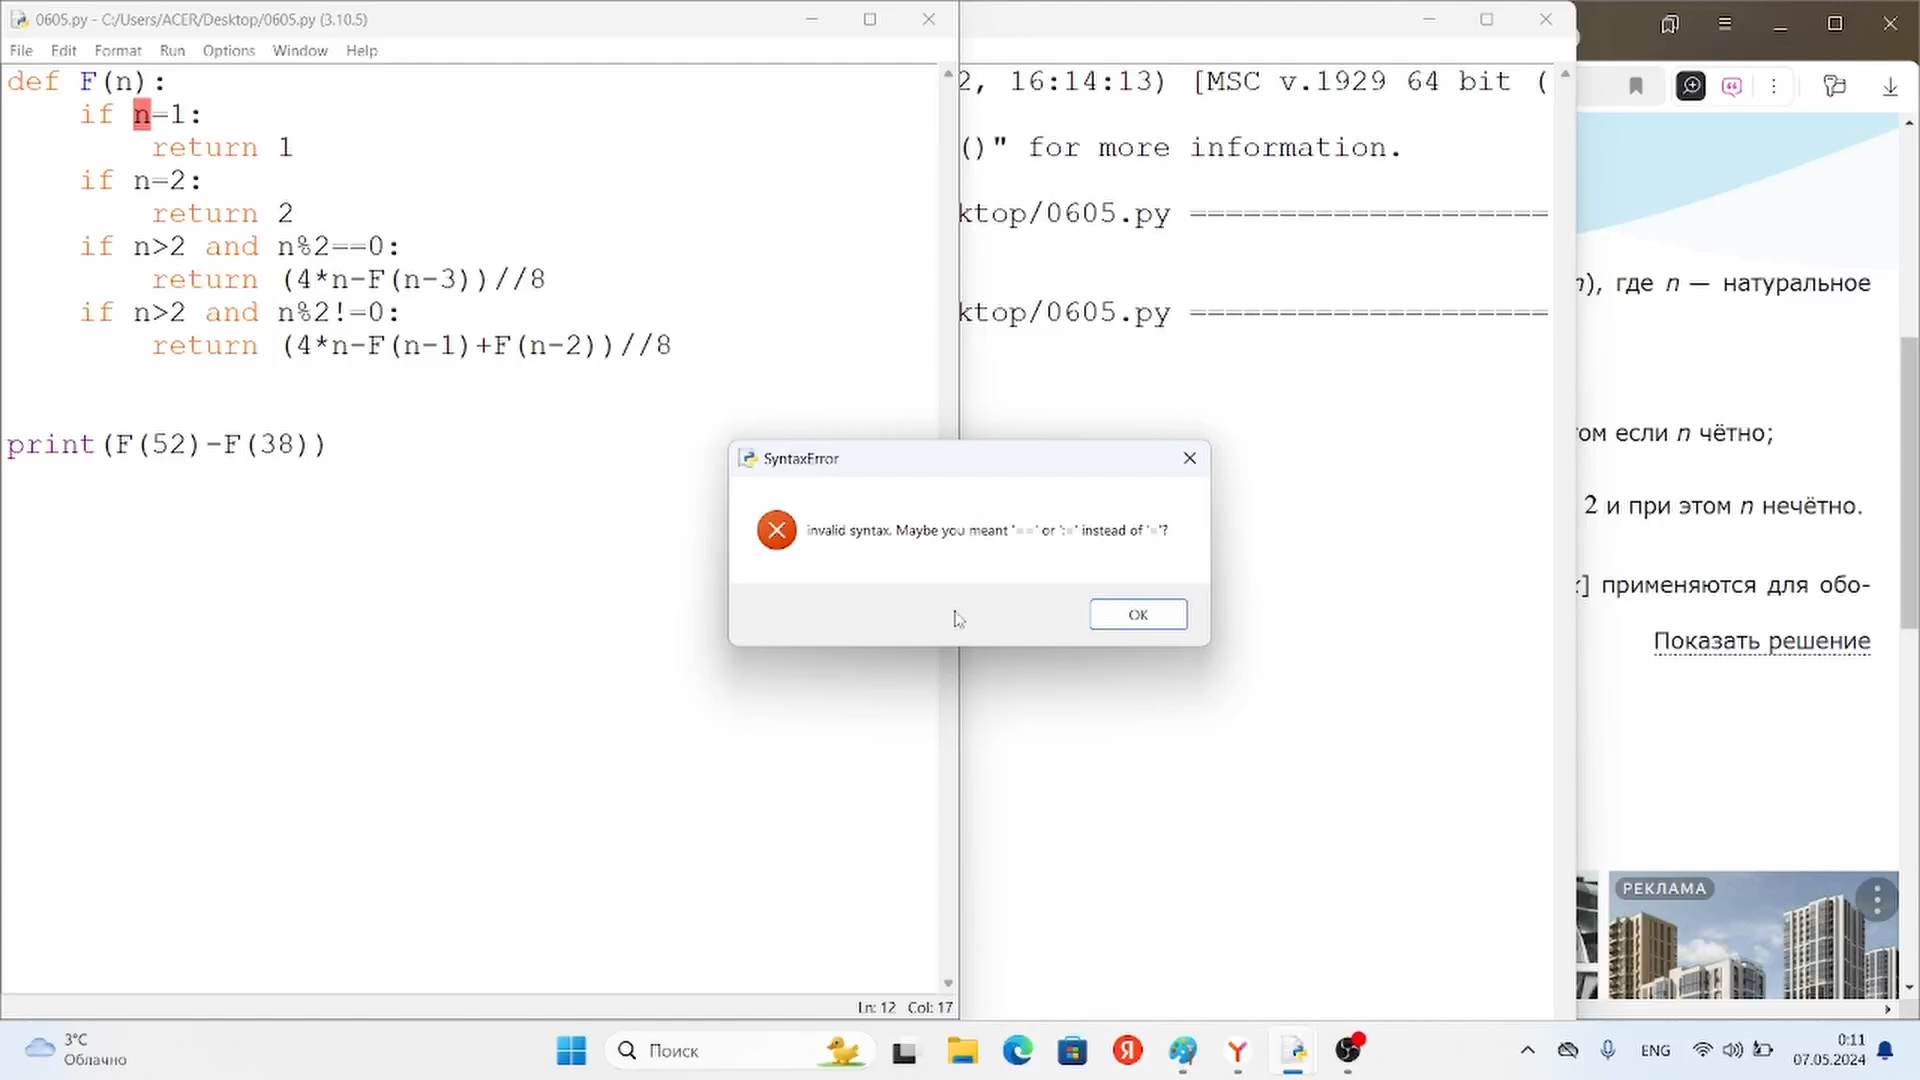 0605.py - C:/Users/ACER/Desktop/0605.py (3.10.5)
File Edit Format Run Options Window Help
def F(n):
if n=1:
return 1
if n=2:
return 2
if n>2 and n%2==0:
return (4*n-F(n-3))//8
if n>2 and n%2!=0:
return (4*n-F(n-1)+F(n-2))//8
print(F(52)-F(38))
Ln: 12 Col: 17
2, 16:14:13) [MSC v.1929 64 bit (
()" for more information.
ktop/0605.py ====================
ktop/0605.py ====================
SyntaxError
invalid syntax. Maybe you meant '==' or ':=' instead of '='?
OK
), где n — натуральное
ом если n чётно;
2 и при этом n нечётно.
] применяются для обо-
Показать решение
РЕКЛАМА
3°C
Облачно
Поиск
Я
ENG
0:11
07.05.2024